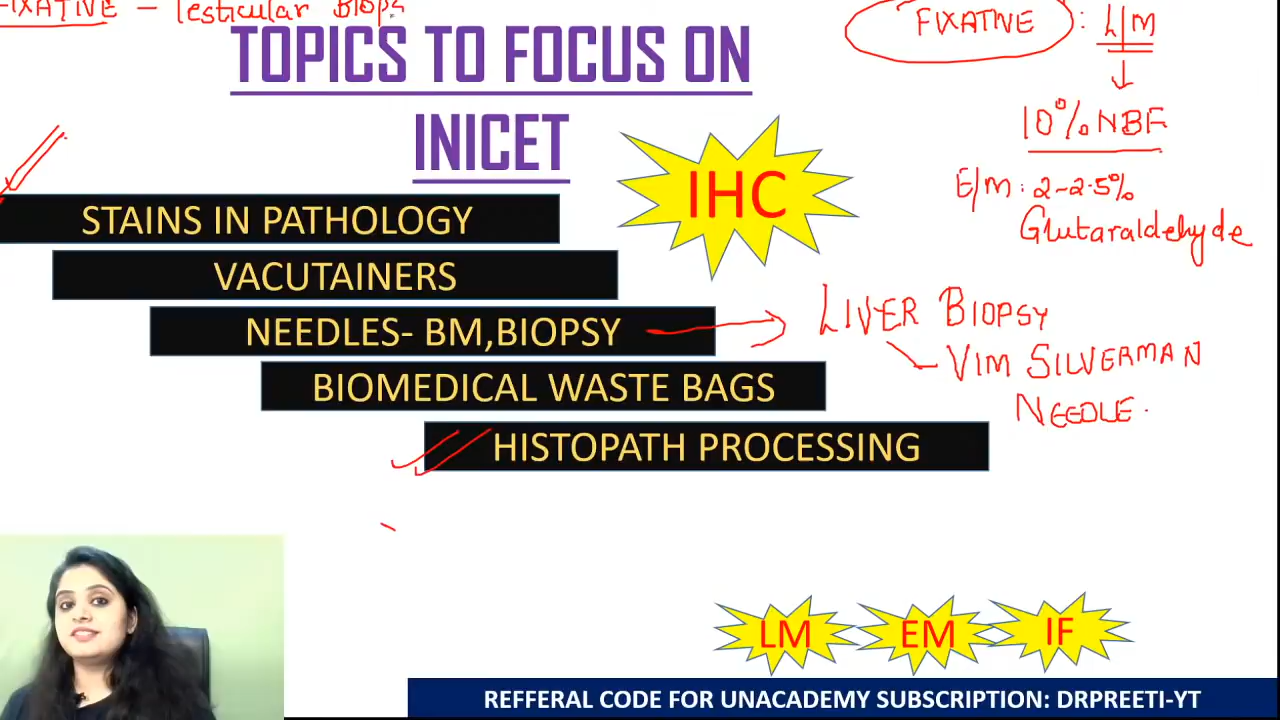 FIXATIVE - Testicular Biops
FIXATIVE : L/M
10% NBF
E/M : 2-2.5%
Glutaraldehyde
TOPICS TO FOCUS ON
INICET
IHC
STAINS IN PATHOLOGY
VACUTAINERS
NEEDLES- BM,BIOPSY
LIVER BIOPSY
VIM SILVERMAN
NEEDLE.
BIOMEDICAL WASTE BAGS
HISTOPATH PROCESSING
LM EM IF
REFFERAL CODE FOR UNACADEMY SUBSCRIPTION: DRPREETI-YT